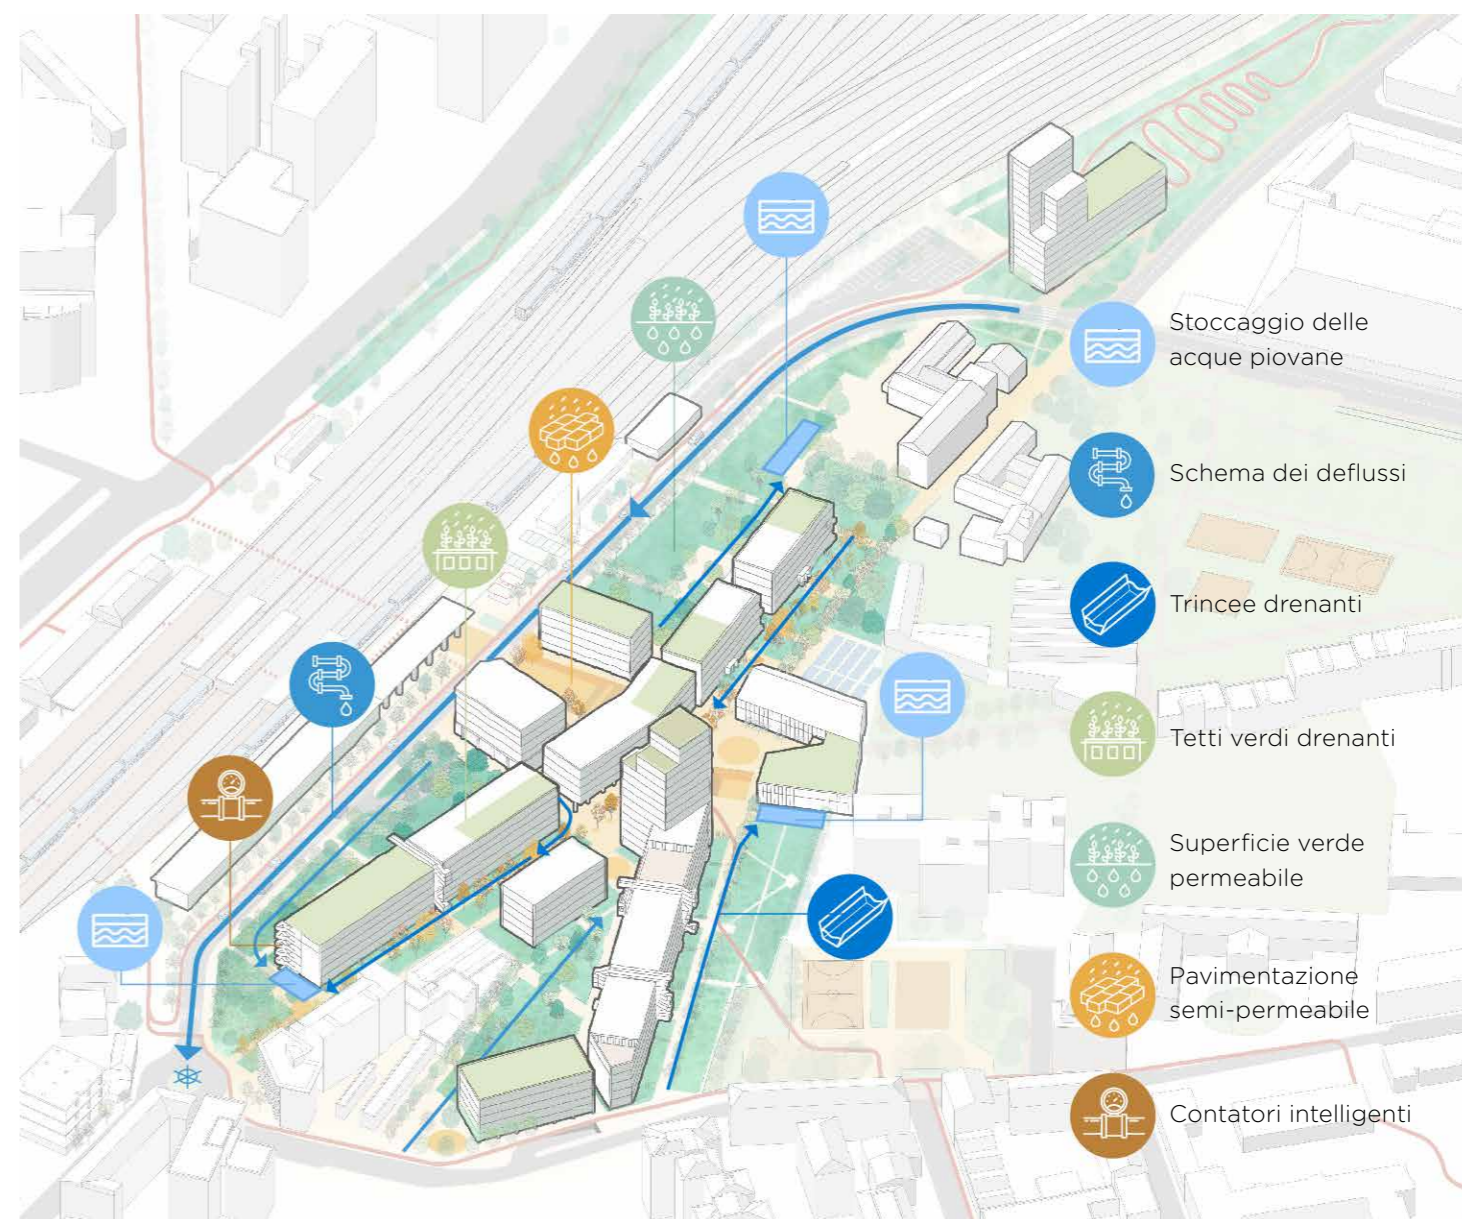 Stoccaggio delle
acque piovane
Schema dei deflussi
Trincee drenanti
Tetti verdi drenanti
Superficie verde
permeabile
Pavimentazione
semi-permeabile
Contatori intelligenti